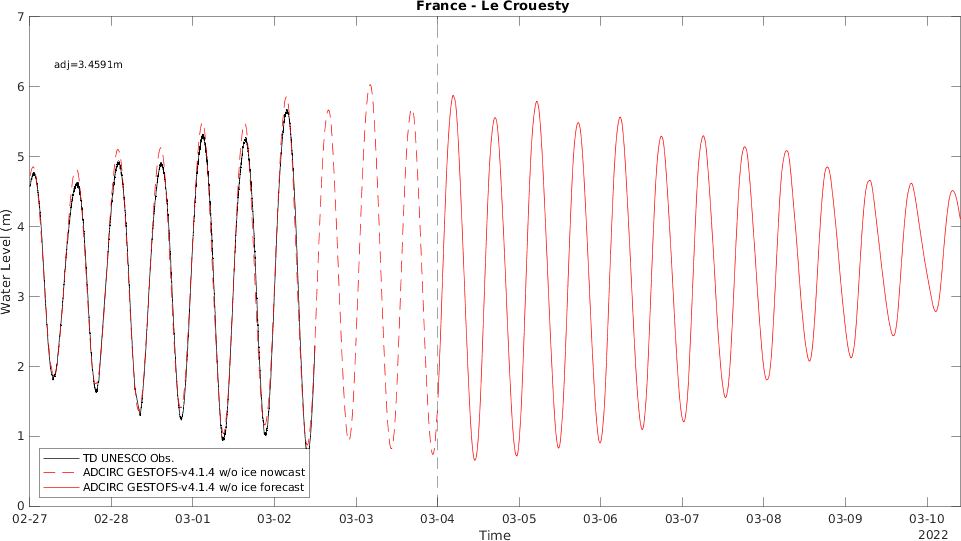 France - Le Crouesty
adj=3.4591m
7
6
5
4
3
2
1
0
Water Level (m)
TD UNESCO Obs.
ADCIRC GESTOFS-v4.1.4 w/o ice nowcast
ADCIRC GESTOFS-v4.1.4 w/o ice forecast
02-27 02-28 03-01 03-02 03-03 03-04 03-05 03-06 03-07 03-08 03-09 03-10
Time
2022